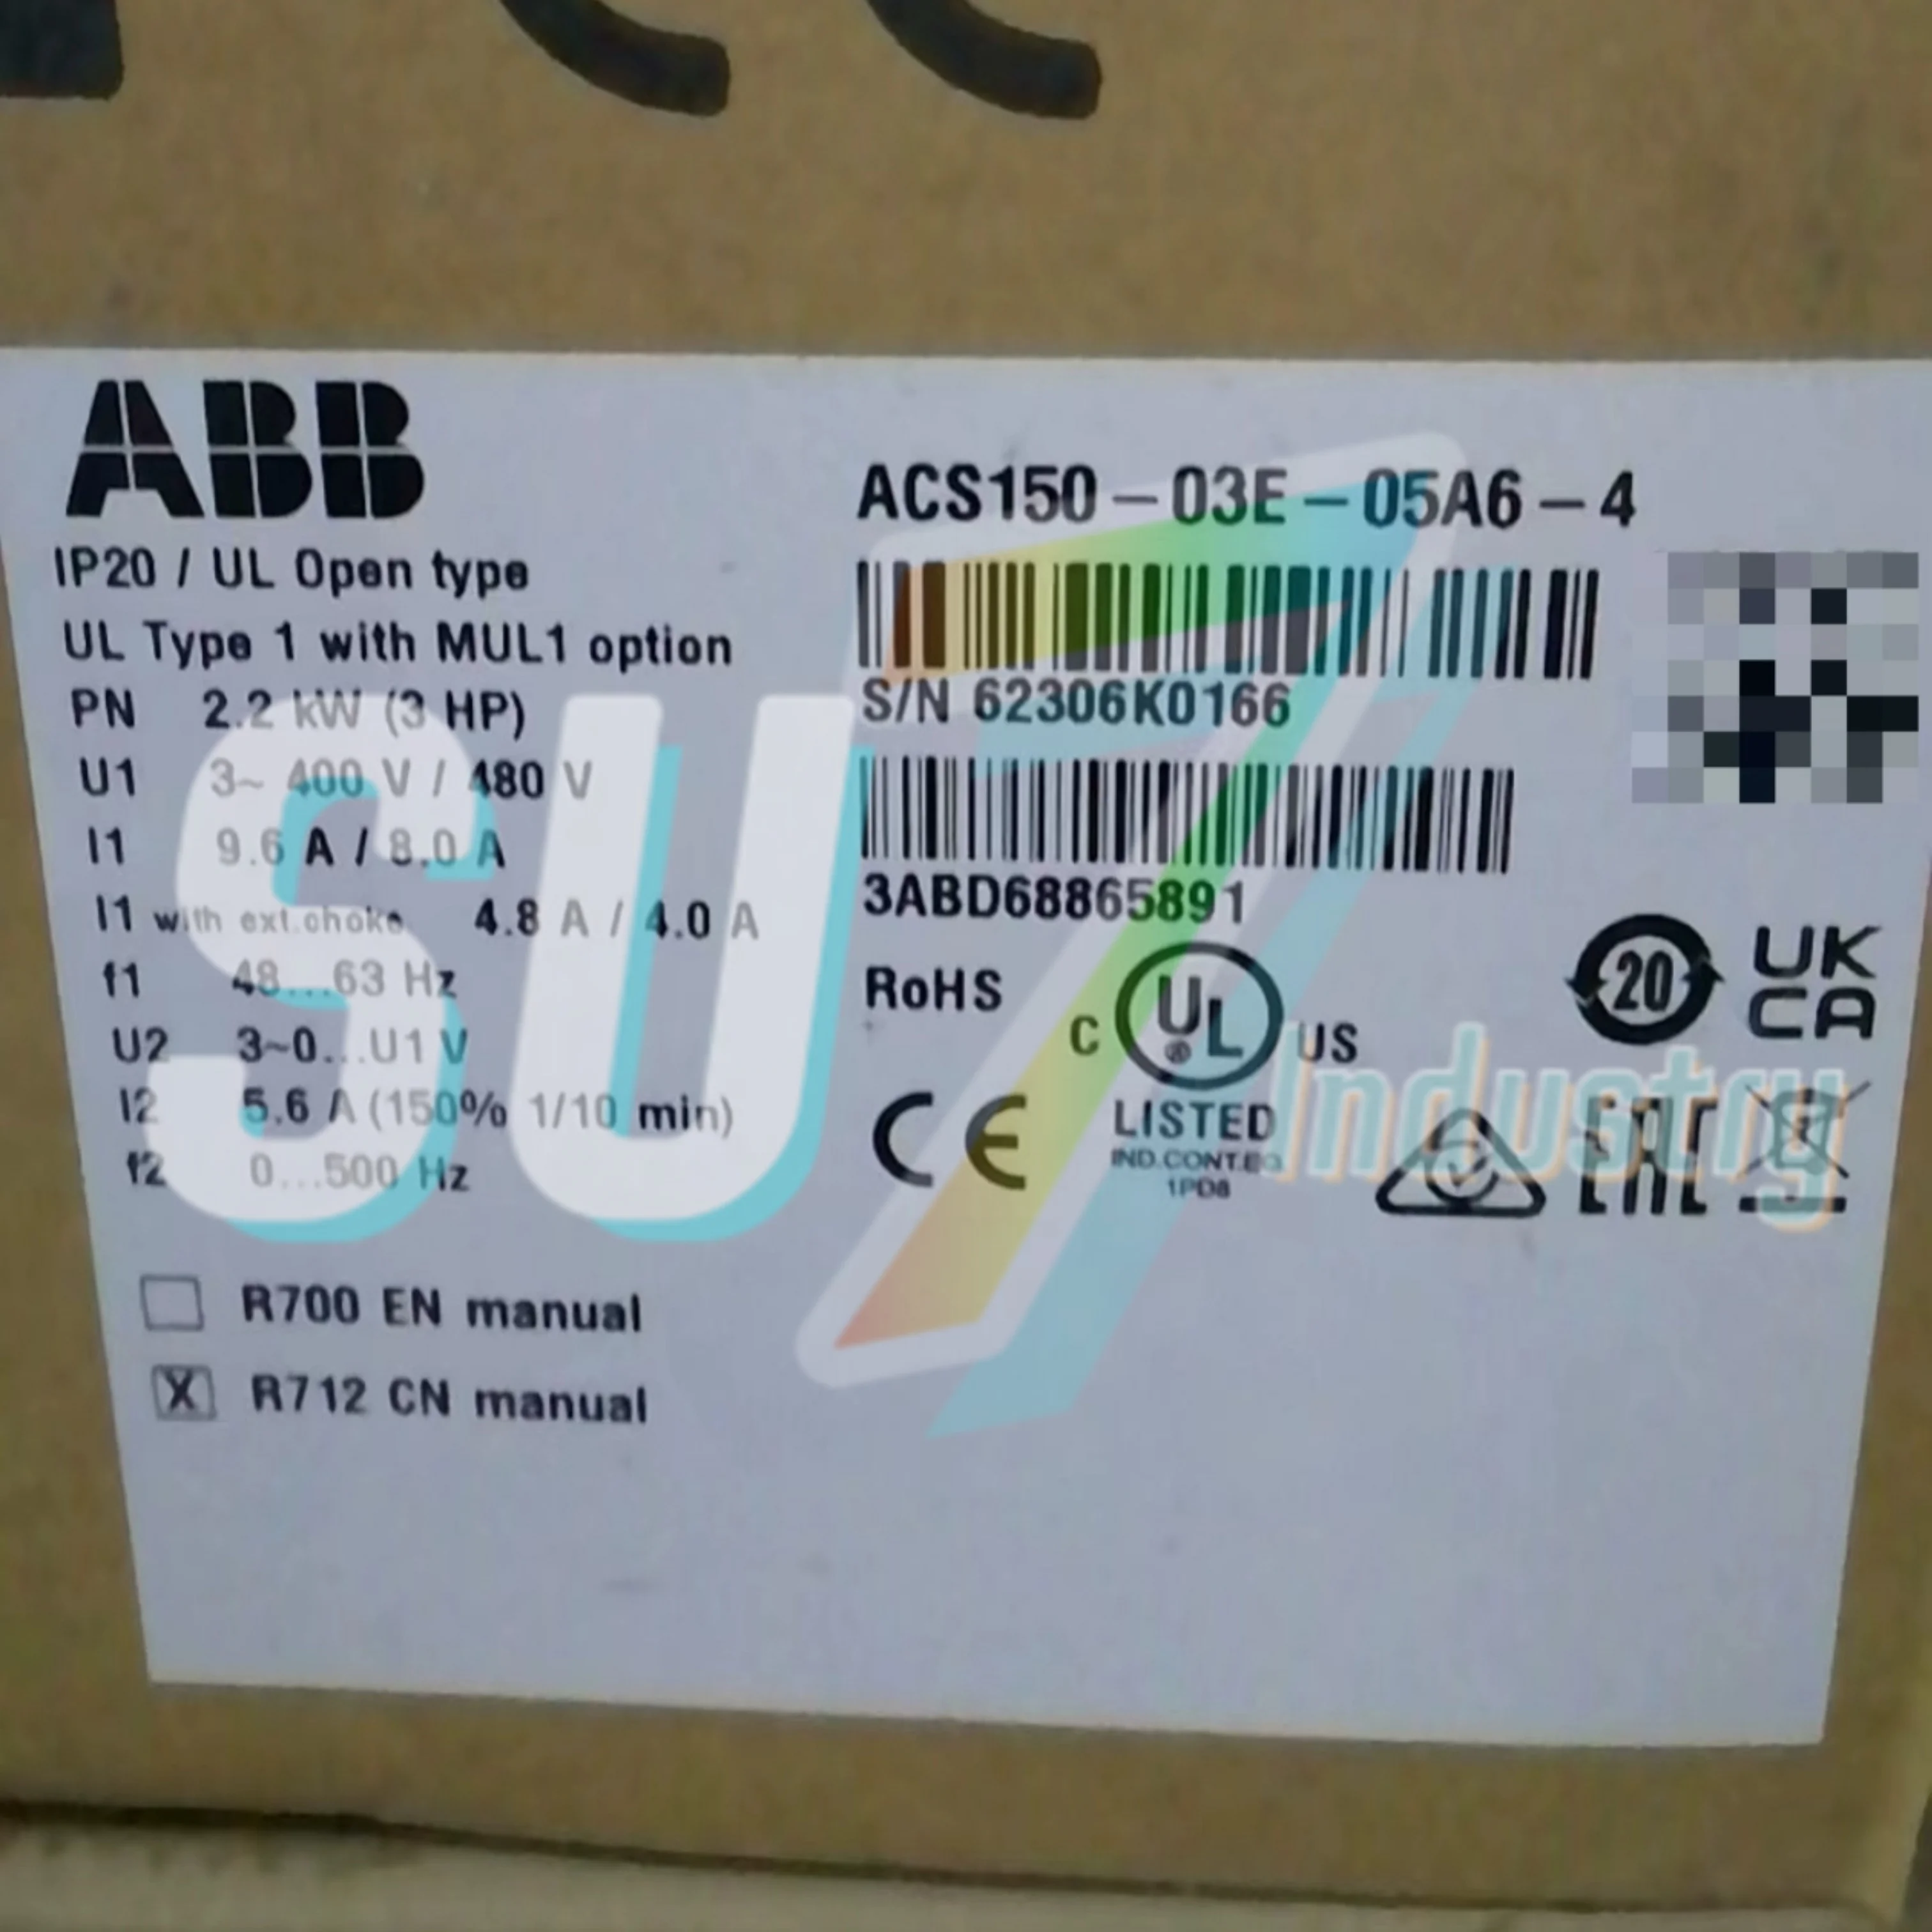 ABB
IP20 / UL Open type
UL Type 1 with MUL1 option
PN 2.2 kW (3 HP)
U1 3~ 400 V / 480 V
I1 9.6 A / 8.0 A
I1 with ext.choke 4.8 A / 4.0 A
f1 48...63 Hz
U2 3~0...U1 V
I2 5.6 A (150% 1/10 min)
f2 0...500 Hz
R700 EN manual
X R712 CN manual
ACS150-03E-05A6-4
S/N 62306K0166
3ABD68865891
RoHS
C UL ® US
LISTED
IND.CONT.EQ
1PD8
CE
20
UK
CA
EAC
SU7
Industry